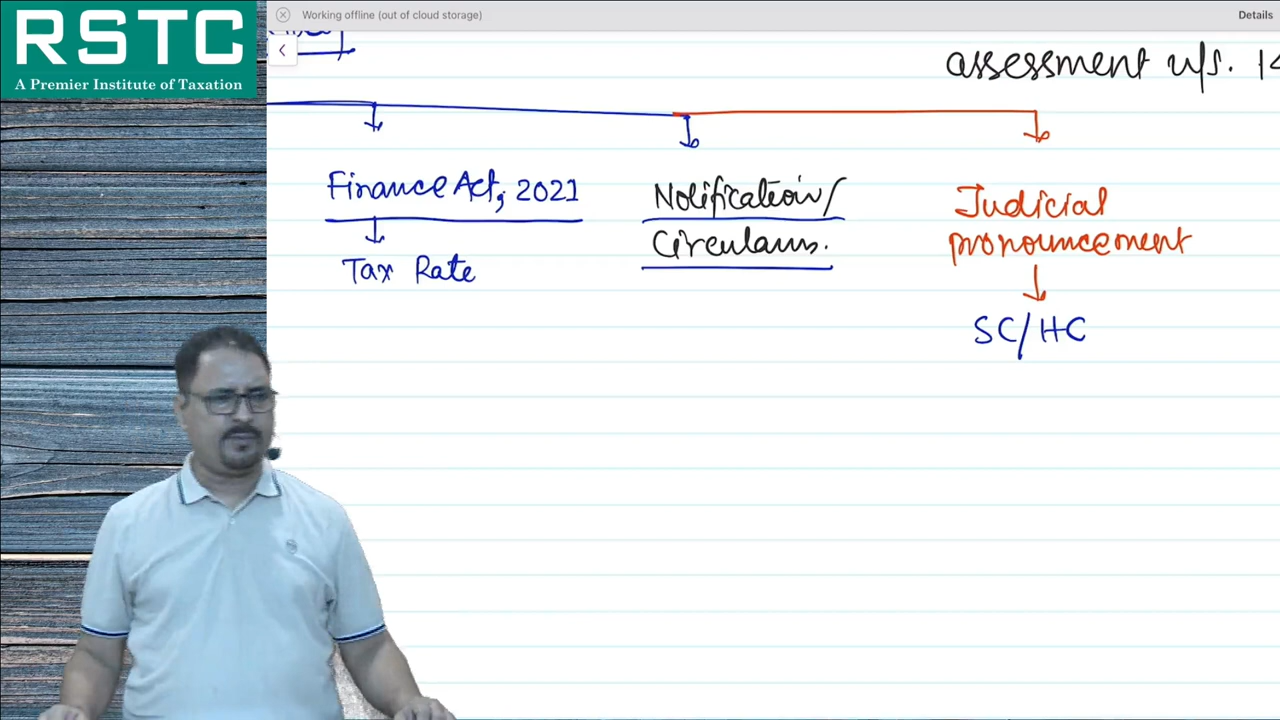 RSTC
A Premier Institute of Taxation
Working offline (out of cloud storage)
Details
assessment u/s.
Finance Act, 2021
Tax Rate
Notification/
Circulars.
Judicial
pronouncement
SC/HC